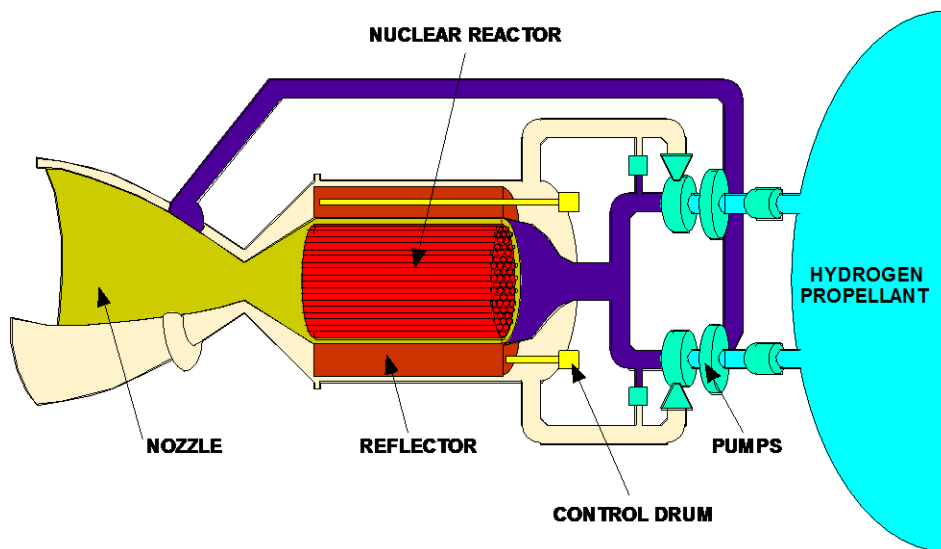 NUCLEAR REACTOR
HYDROGEN
PROPELLANT
NOZZLE
REFLECTOR
PUMPS
CONTROL DRUM